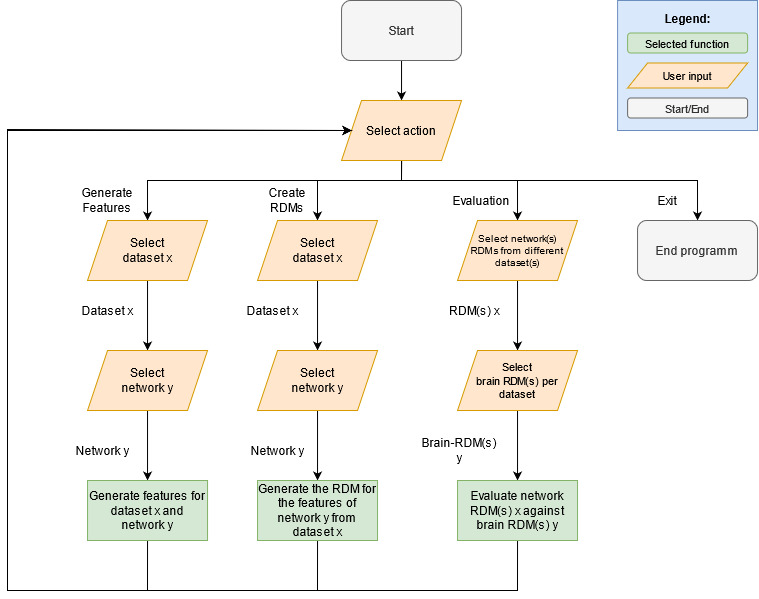 Start
Legend:
Selected function
User input
Start/End
Select action
Generate
Features
Create
RDMs
Evaluation
Exit
Select
dataset x
Select
dataset x
Select network(s)
RDMs from different
dataset(s)
End programm
Dataset x
Dataset x
RDM(s) x
Select
network y
Select
network y
Select
brain RDM(s) per
dataset
Network y
Network y
Brain-RDM(s)
y
Generate features for
dataset x and
network y
Generate the RDM for
the features of
network y from
dataset x
Evaluate network
RDM(s) x against
brain RDM(s) y